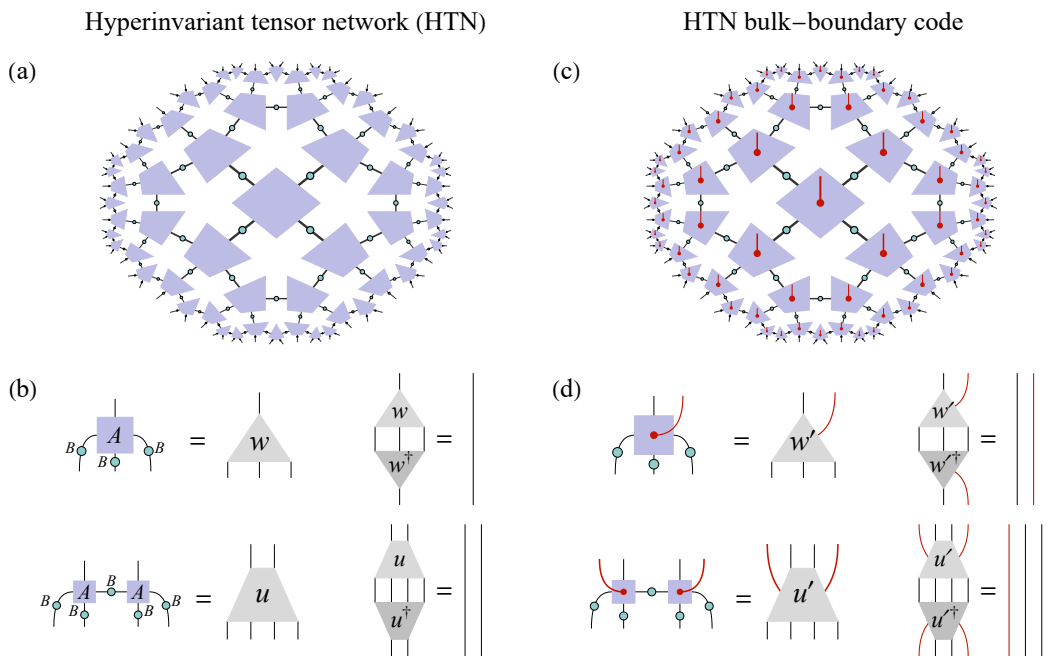 Hyperinvariant tensor network (HTN)
HTN bulk−boundary code
(a)
(c)
(b)
A
B
B
B
=
w
w
w†
=
A
A
B
B
B
B
B
=
u
u
u†
=
(d)
=
w′
w′
w′†
=
=
u′
u′
u′†
=